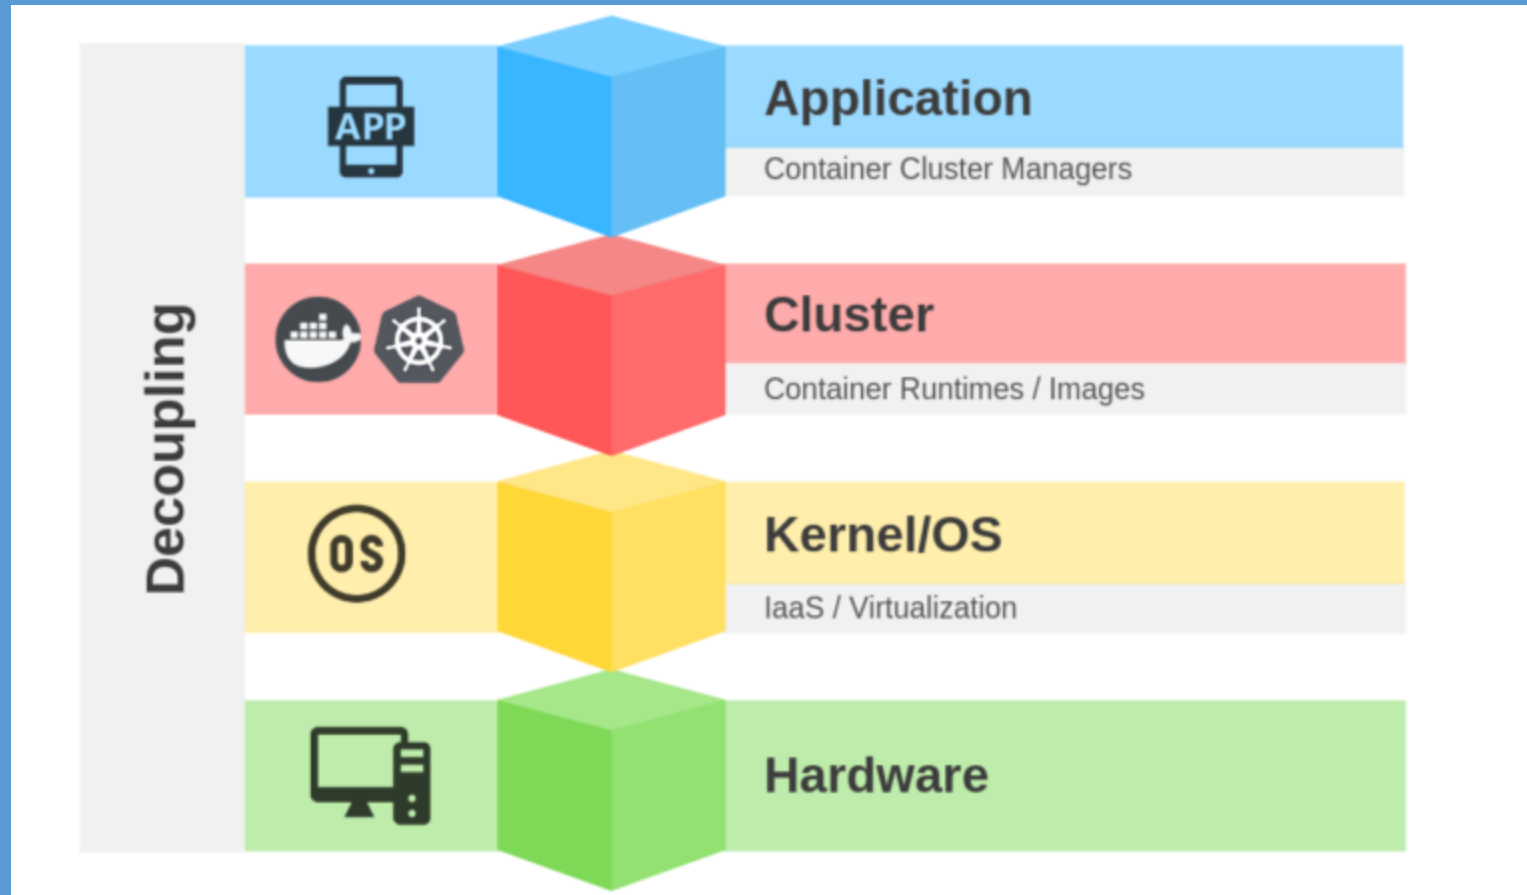 Decoupling
APP
Application
Container Cluster Managers
Cluster
Container Runtimes / Images
OS
Kernel/OS
IaaS / Virtualization
Hardware